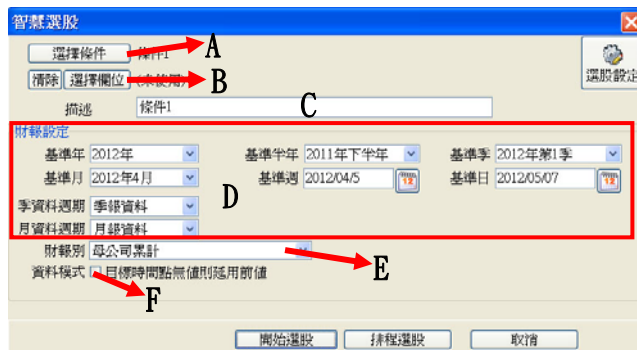 智慧選股
選擇條件 條件1 A
清除 選擇欄位 (未使用) B
選股設定
描述 條件1 C
財報設定
基準年 2012年 基準半年 2011年下半年 基準季 2012年第1季
基準月 2012年4月 基準週 2012/04/5 12 基準日 2012/05/07 12
季資料週期 季報資料 D
月資料週期 月報資料
財報別 母公司累計 E
資料模式 目標時間點無值則延用前值
F
開始選股 排程選股 取消